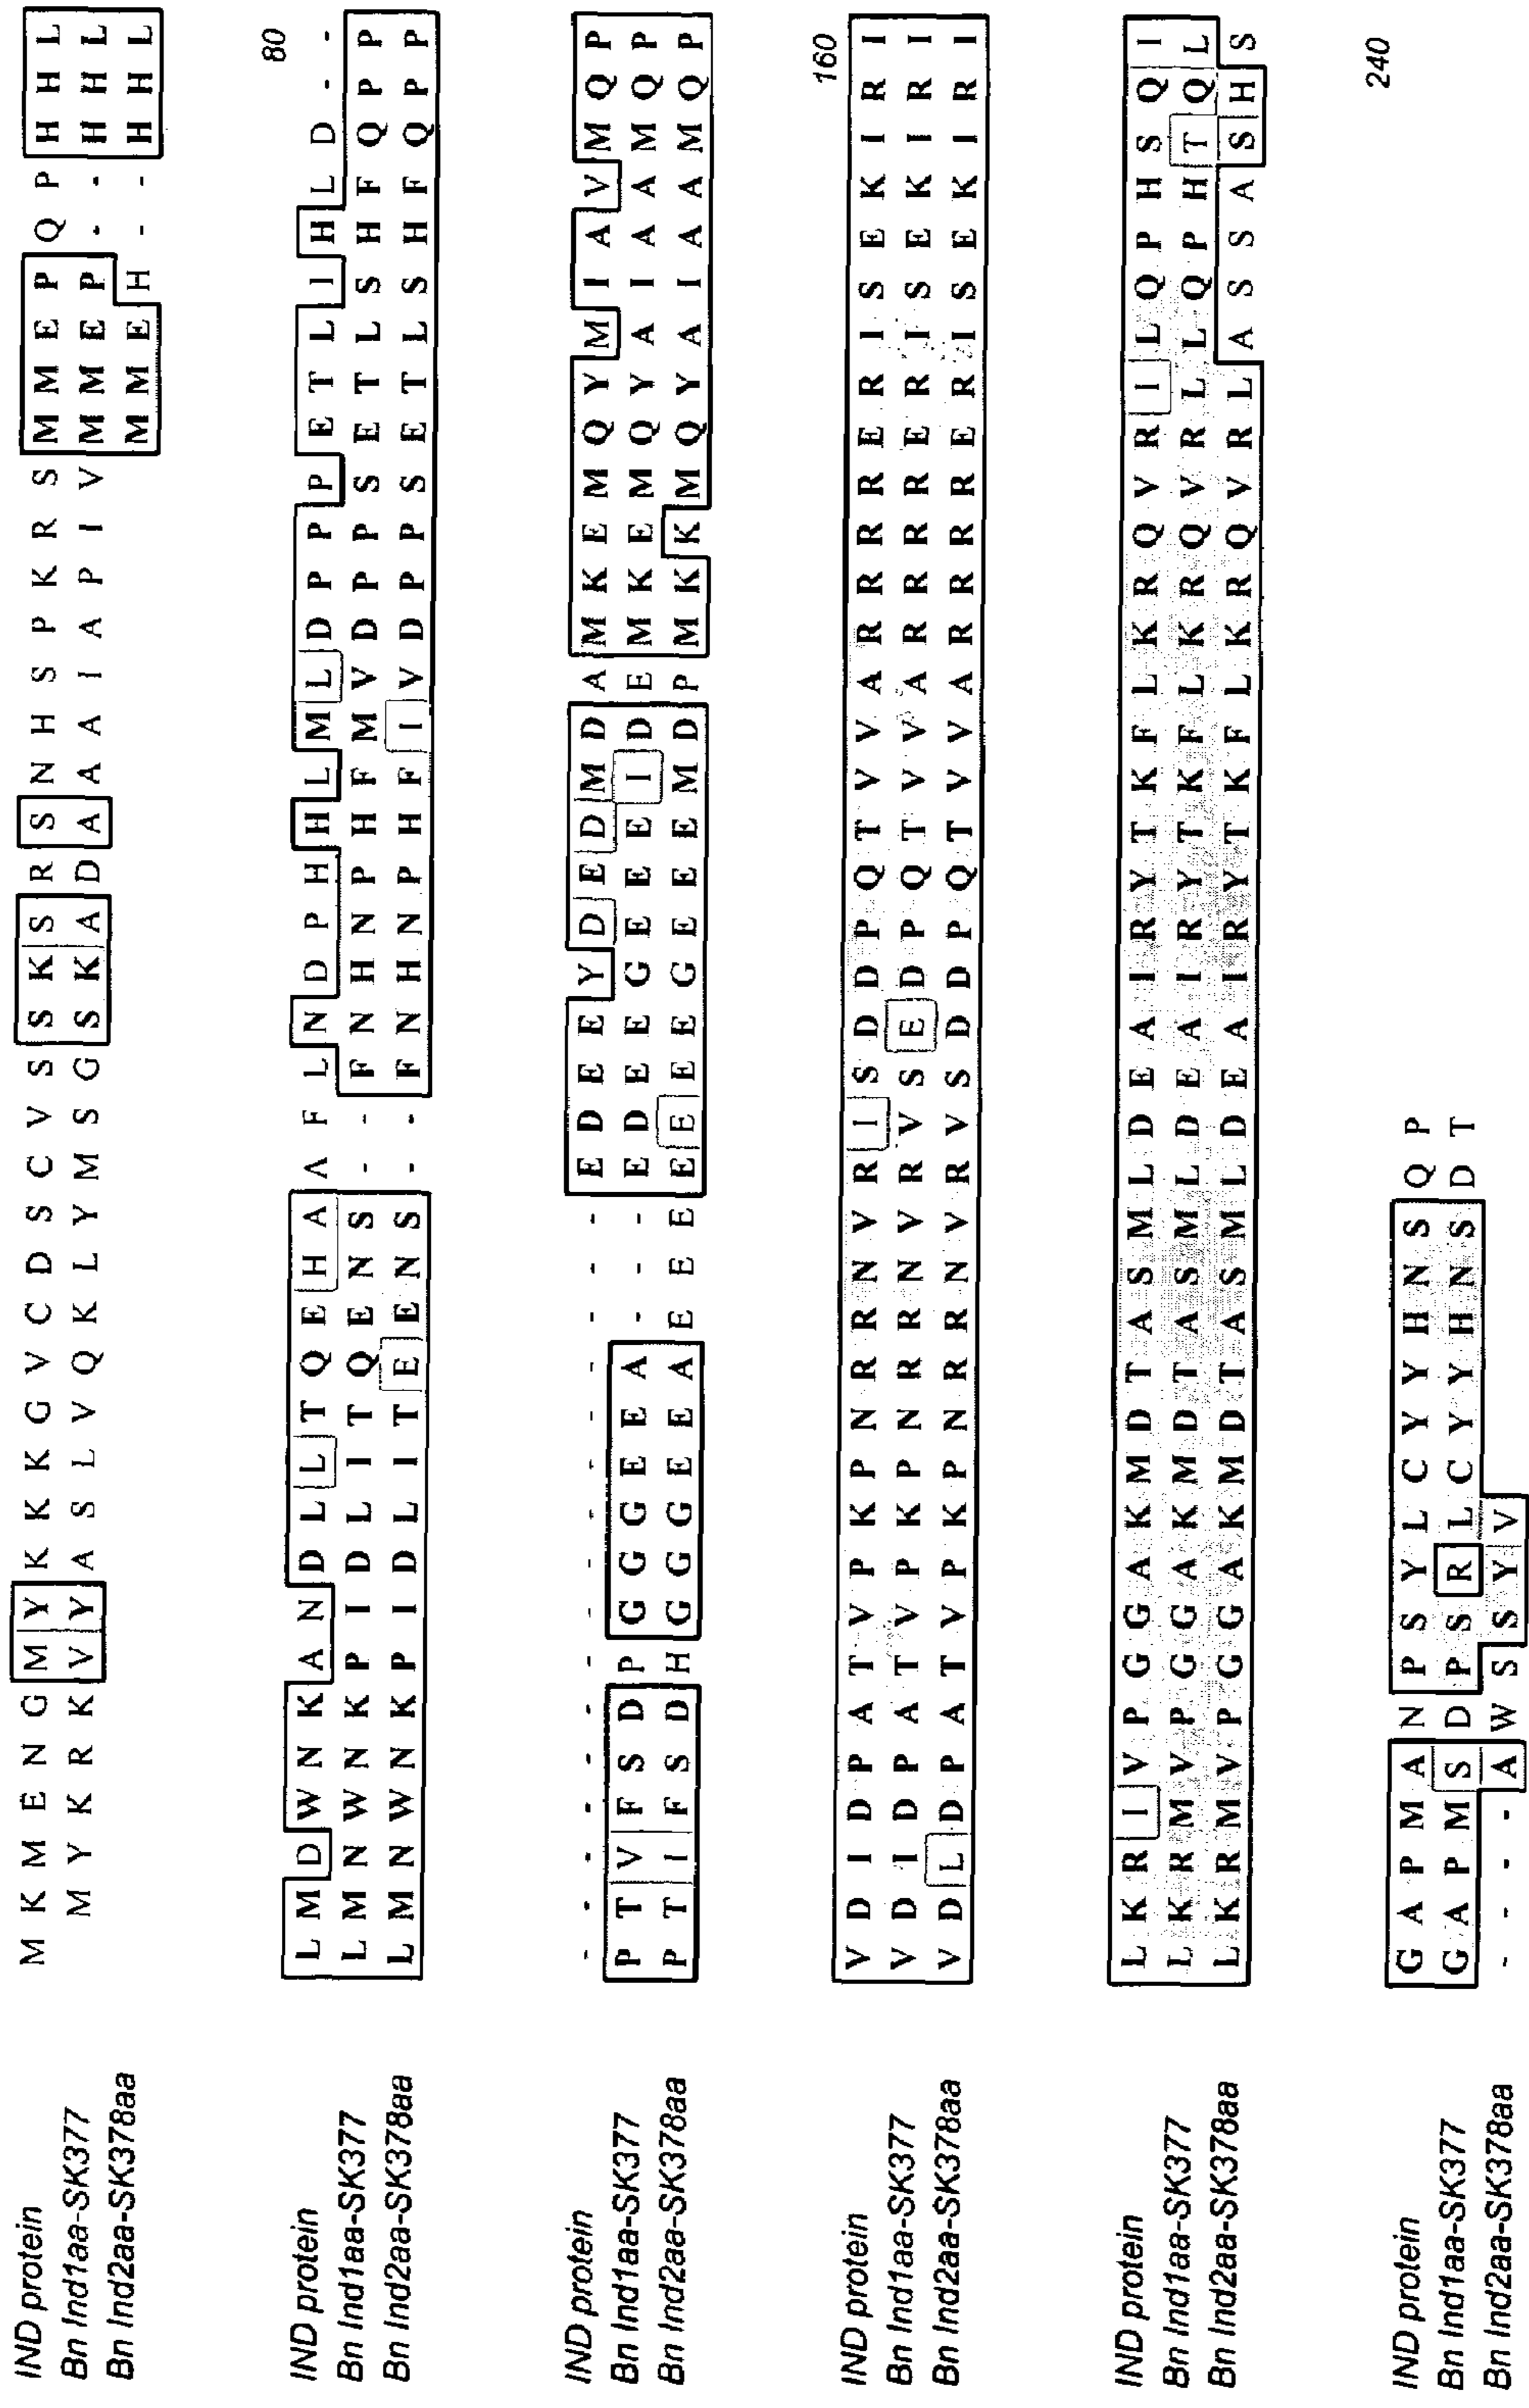 IND protein M K M E N G M Y K K K G V C D S C V S S K S R S N H S P K R S M M E P Q P H H L
Bn Ind1aa-SK377 M Y K R K V Y A S L V Q K L Y M S G S K A D A A A I A P I V M M E P - - H H L
Bn Ind2aa-SK378aa M M E H - - H H L
80
IND protein L M D W N K A N D L L T Q E H A A F L N D P H H L M L D P P P E T L I H L D - -
Bn Ind1aa-SK377 L M N W N K P I D L I T Q E N S - - F N H N P H F M V D P P S E T L S H F Q P P
Bn Ind2aa-SK378aa L M N W N K P I D L I T E E N S - - F N H N P H F I V D P P S E T L S H F Q P P
IND protein - - - - - - - - - - - - - - - - E D E E Y D E D M D A M K E M Q Y M I A V M Q P
Bn Ind1aa-SK377 P T V F S D P G G G E E A - - - E D E E G E E E I D E M K E M Q Y A I A A M Q P
Bn Ind2aa-SK378aa P T I F S D H G G G E E A E E E E E E E G E E E M D P M K K M Q Y A I A A M Q P
160
IND protein V D I D P A T V P K P N R R N V R I S D D P Q T V V A R R R R E R I S E K I R I
Bn Ind1aa-SK377 V D I D P A T V P K P N R R N V R V S E D P Q T V V A R R R R E R I S E K I R I
Bn Ind2aa-SK378aa V D L D P A T V P K P N R R N V R V S D D P Q T V V A R R R R E R I S E K I R I
IND protein L K R I V P G G A K M D T A S M L D E A I R Y T K F L K R Q V R I L Q P H S Q I
Bn Ind1aa-SK377 L K R M V P G G A K M D T A S M L D E A I R Y T K F L K R Q V R L L Q P H T Q L
Bn Ind2aa-SK378aa L K R M V P G G A K M D T A S M L D E A I R Y T K F L K R Q V R L A S S A S H S
240
IND protein G A P M A N P S Y L C Y Y H N S Q P
Bn Ind1aa-SK377 G A P M S D P S R L C Y Y H N S D T
Bn Ind2aa-SK378aa - - - - A W S S Y V